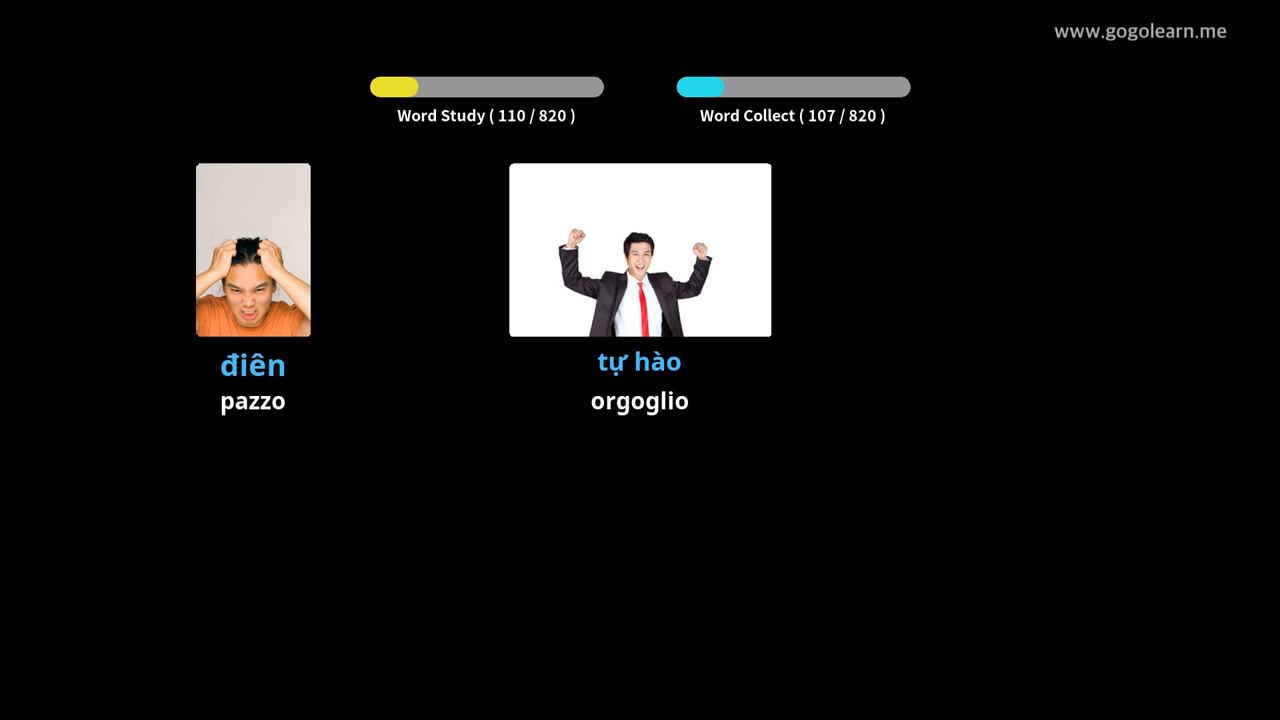 www.gogolearn.me
Word Study ( 110 / 820 )
Word Collect ( 107 / 820 )
điên
pazzo
tự hào
orgoglio